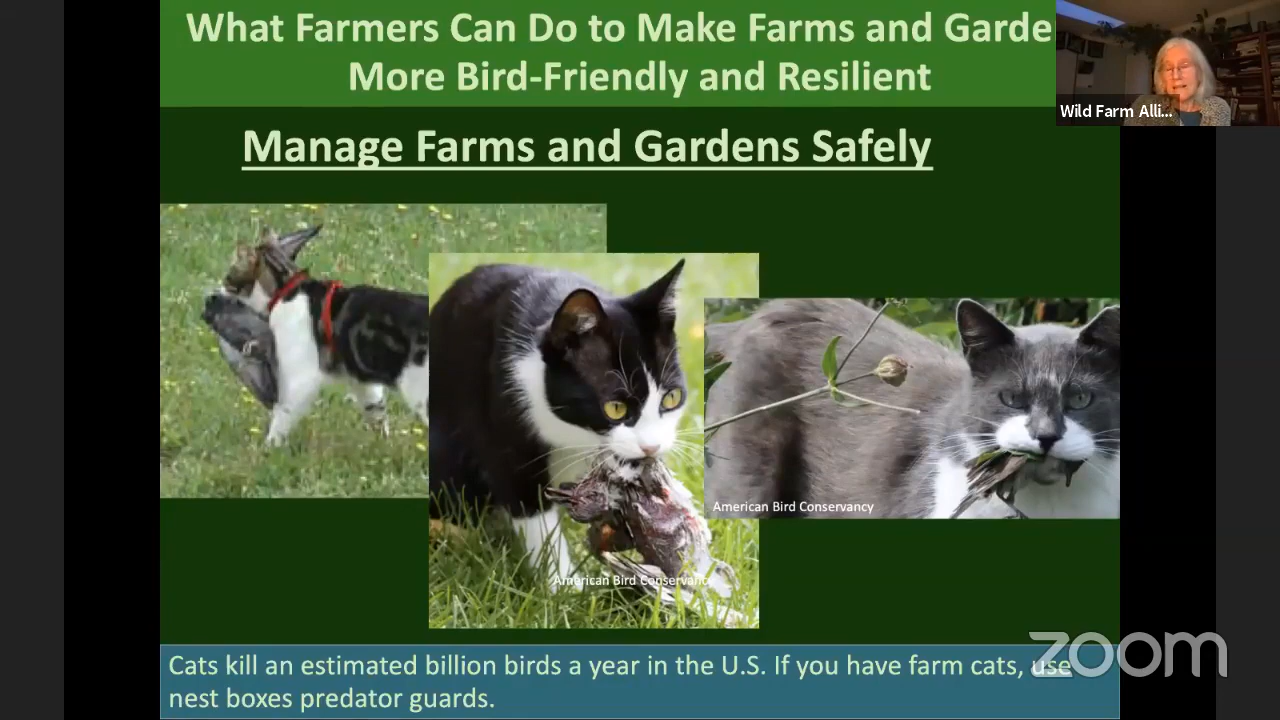 What Farmers Can Do to Make Farms and Garde
More Bird-Friendly and Resilient
Wild Farm Alli...
Manage Farms and Gardens Safely
American Bird Conservancy
American Bird Conservancy
zoom
Cats kill an estimated billion birds a year in the U.S. If you have farm cats, use
nest boxes predator guards.